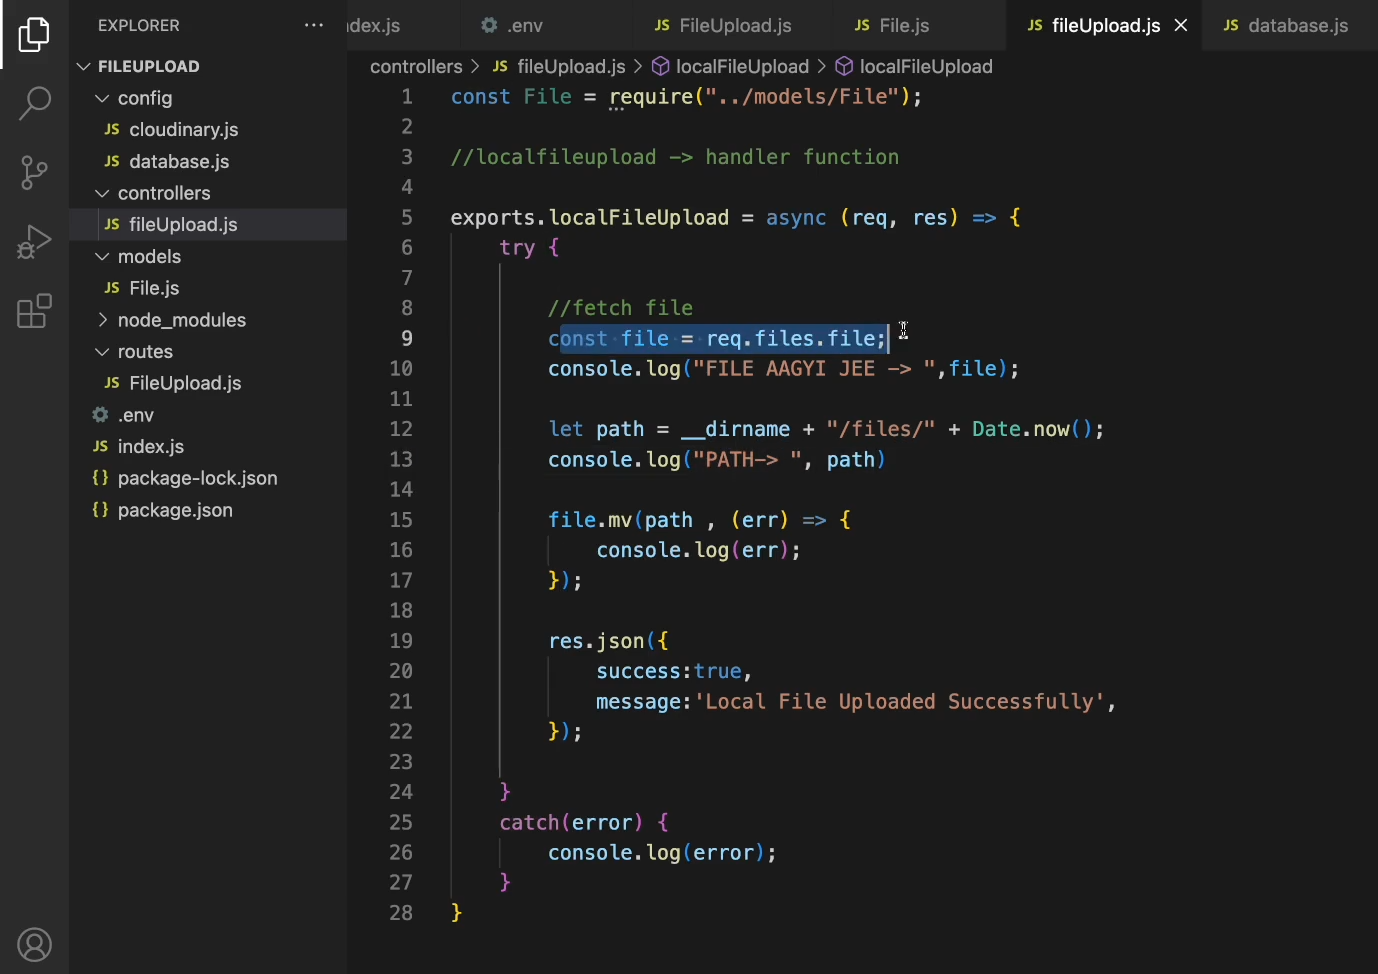 EXPLORER
···
dex.js
.env
JS FileUpload.js
JS File.js
JS fileUpload.js
JS database.js
FILEUPLOAD
config
JS cloudinary.js
JS database.js
controllers
JS fileUpload.js
models
JS File.js
node_modules
routes
JS FileUpload.js
.env
JS index.js
{} package-lock.json
{} package.json
controllers > JS fileUpload.js > localFileUpload > localFileUpload
1 const File = require("../models/File");
2
3 //localfileupload -> handler function
4
5 exports.localFileUpload = async (req, res) => {
6 try {
7
8 //fetch file
9 const file = req.files.file;
10 console.log("FILE AAGYI JEE -> ",file);
11
12 let path = __dirname + "/files/" + Date.now();
13 console.log("PATH-> ", path)
14
15 file.mv(path , (err) => {
16 console.log(err);
17 });
18
19 res.json({
20 success:true,
21 message:'Local File Uploaded Successfully',
22 });
23
24 }
25 catch(error) {
26 console.log(error);
27 }
28 }